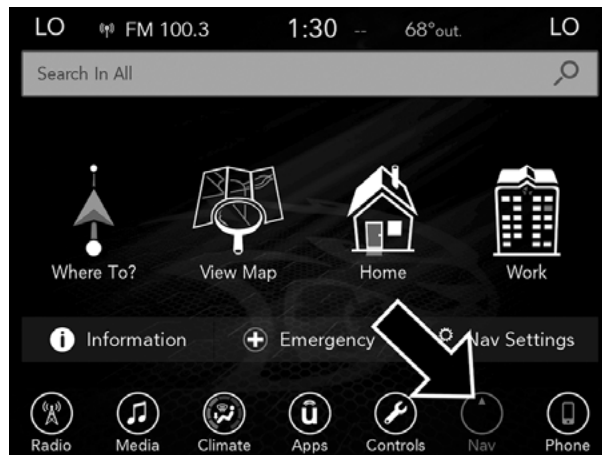 LO FM 100.3 1:30 -- 68°out. LO
Search In All
Where To? View Map Home Work
i Information Emergency Nav Settings
ū
Radio Media Climate Apps Controls Nav Phone